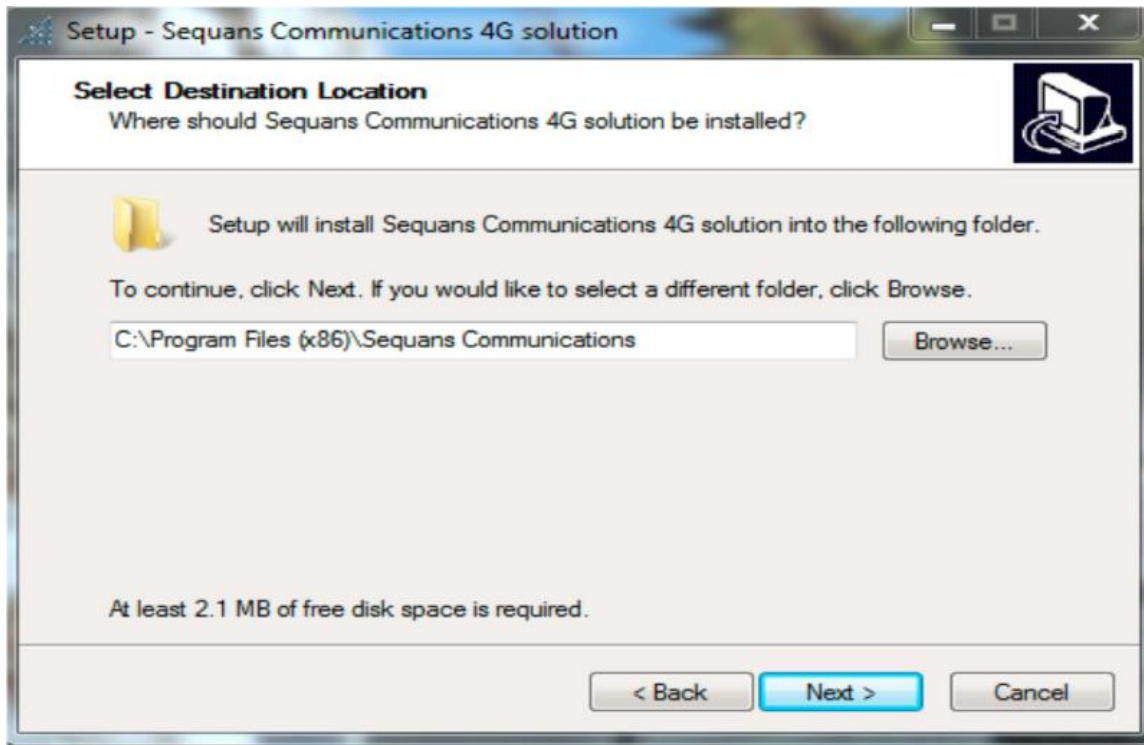 Setup - Sequans Communications 4G solution
Select Destination Location
Where should Sequans Communications 4G solution be installed?
Setup will install Sequans Communications 4G solution into the following folder.
To continue, click Next. If you would like to select a different folder, click Browse.
C:\Program Files (x86)\Sequans Communications
Browse...
At least 2.1 MB of free disk space is required.
< Back
Next >
Cancel